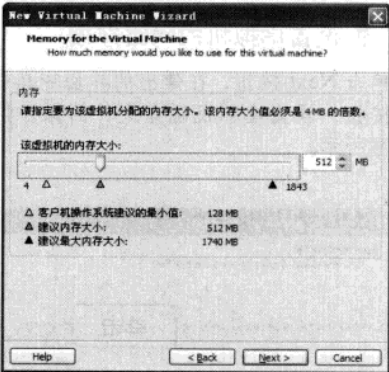 New Virtual Machine Wizard
Memory for the Virtual Machine
How much memory would you like to use for this virtual machine?
内存
请指定要为该虚拟机分配的内存大小。该内存大小值必须是 4MB 的倍数。
该虚拟机的内存大小:
512 MB
4 1843
客户机操作系统建议的最小值: 128 MB
建议内存大小: 512 MB
建议最大内存大小: 1740 MB
Help < Back Next > Cancel